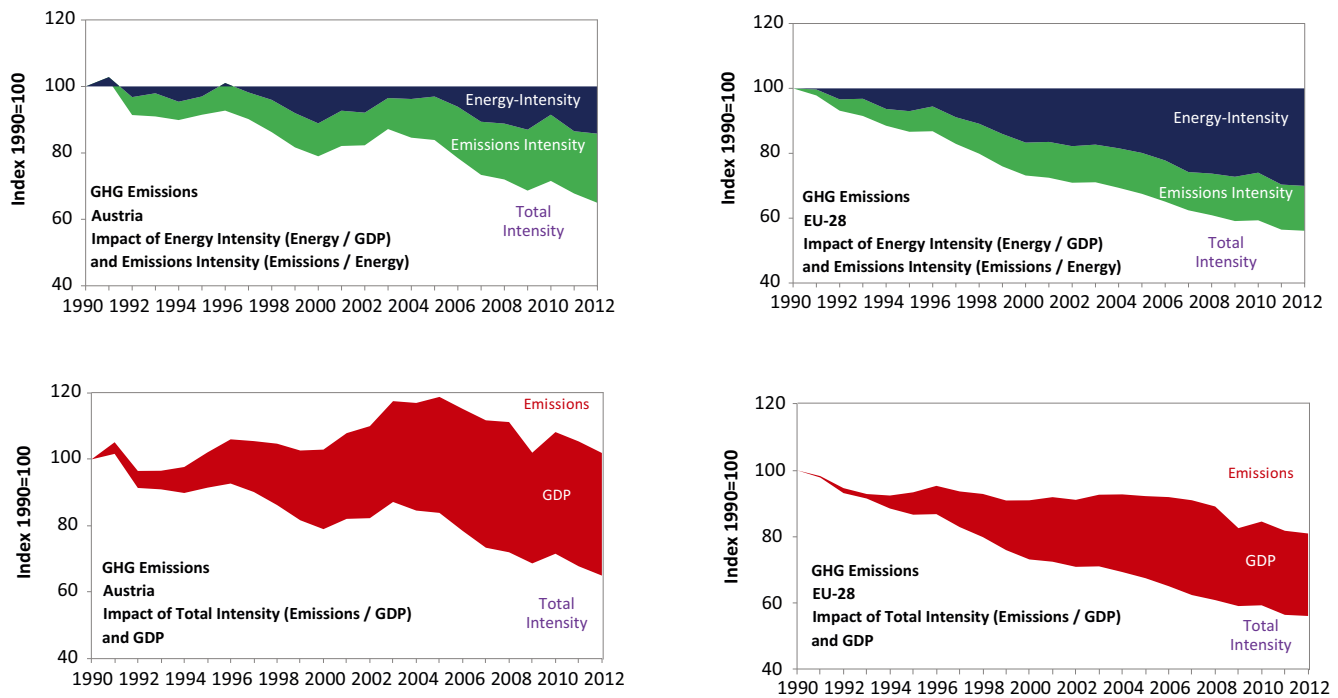 120
100
80
60
40
Index 1990=100
Energy-Intensity
Emissions Intensity
Total
Intensity
GHG Emissions
Austria
Impact of Energy Intensity (Energy / GDP)
and Emissions Intensity (Emissions / Energy)
1990 1992 1994 1996 1998 2000 2002 2004 2006 2008 2010 2012
120
100
80
60
40
Index 1990=100
Energy-Intensity
Emissions Intensity
Total
Intensity
GHG Emissions
EU-28
Impact of Energy Intensity (Energy / GDP)
and Emissions Intensity (Emissions / Energy)
1990 1992 1994 1996 1998 2000 2002 2004 2006 2008 2010 2012
120
100
80
60
40
Index 1990=100
Emissions
GDP
Total
Intensity
GHG Emissions
Austria
Impact of Total Intensity (Emissions / GDP)
and GDP
1990 1992 1994 1996 1998 2000 2002 2004 2006 2008 2010 2012
120
100
80
60
40
Index 1990=100
Emissions
GDP
Total
Intensity
GHG Emissions
EU-28
Impact of Total Intensity (Emissions / GDP)
and GDP
1990 1992 1994 1996 1998 2000 2002 2004 2006 2008 2010 2012